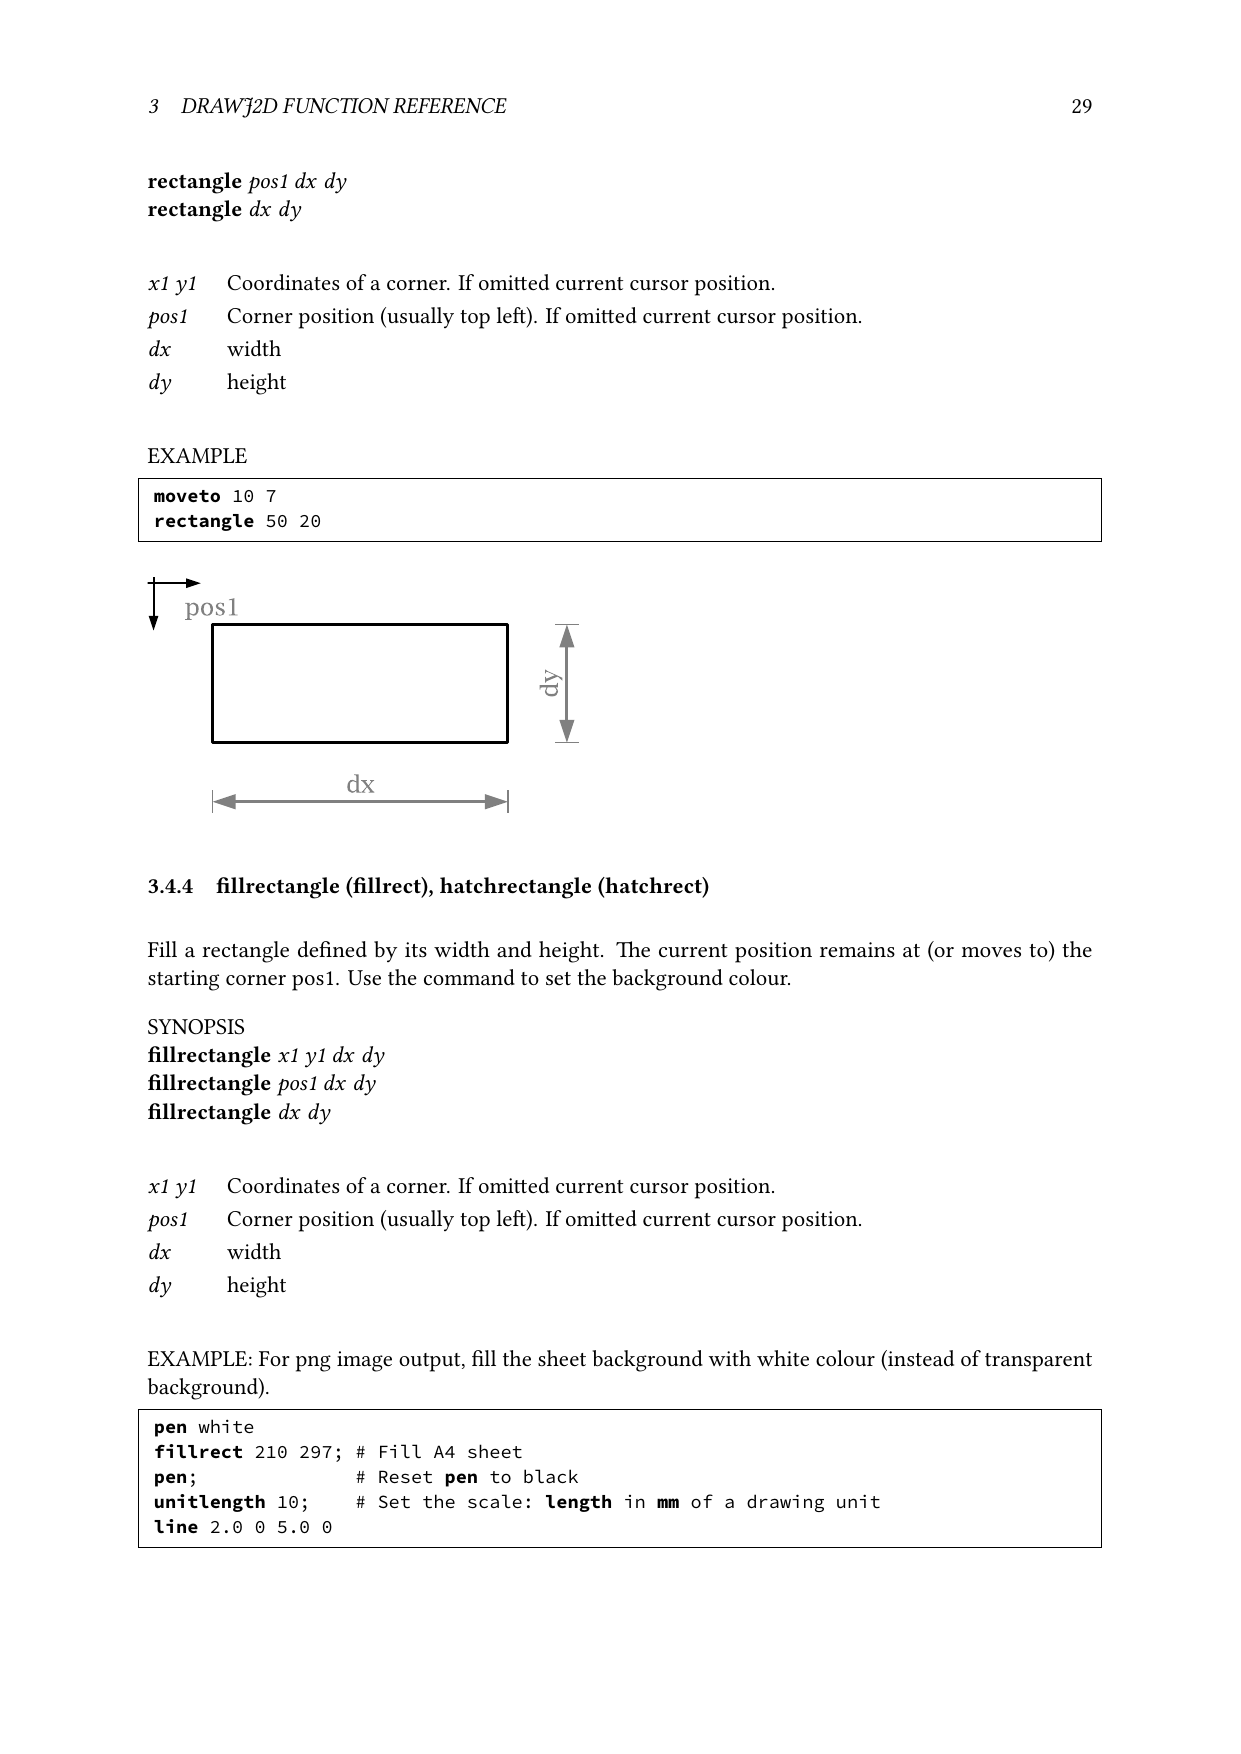 3 DRAWJ2D FUNCTION REFERENCE 29
rectangle pos1 dx dy
rectangle dx dy
x1 y1 Coordinates of a corner. If omitted current cursor position.
pos1 Corner position (usually top left). If omitted current cursor position.
dx width
dy height
EXAMPLE
moveto 10 7
rectangle 50 20
pos1
dy
dx
3.4.4 fillrectangle (fillrect), hatchrectangle (hatchrect)
Fill a rectangle defined by its width and height. The current position remains at (or moves to) the
starting corner pos1. Use the command to set the background colour.
SYNOPSIS
fillrectangle x1 y1 dx dy
fillrectangle pos1 dx dy
fillrectangle dx dy
x1 y1 Coordinates of a corner. If omitted current cursor position.
pos1 Corner position (usually top left). If omitted current cursor position.
dx width
dy height
EXAMPLE: For png image output, fill the sheet background with white colour (instead of transparent
background).
pen white
fillrect 210 297; # Fill A4 sheet
pen; # Reset pen to black
unitlength 10; # Set the scale: length in mm of a drawing unit
line 2.0 0 5.0 0